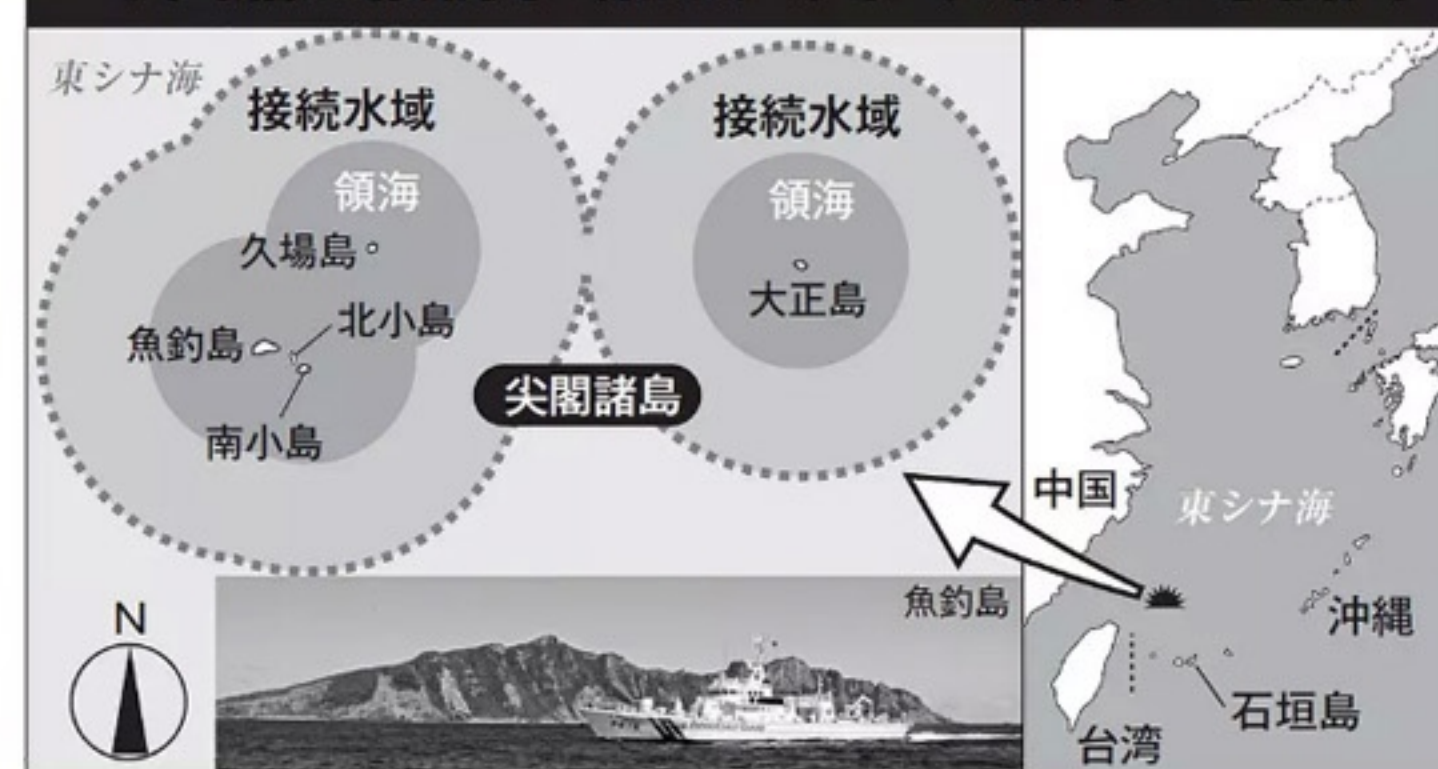 東シナ海
接続水域
接続水域
領海
領海
久場島
大正島
北小島
魚釣島
尖閣諸島
南小島
N
魚釣島
中国
東シナ海
沖縄
石垣島
台湾